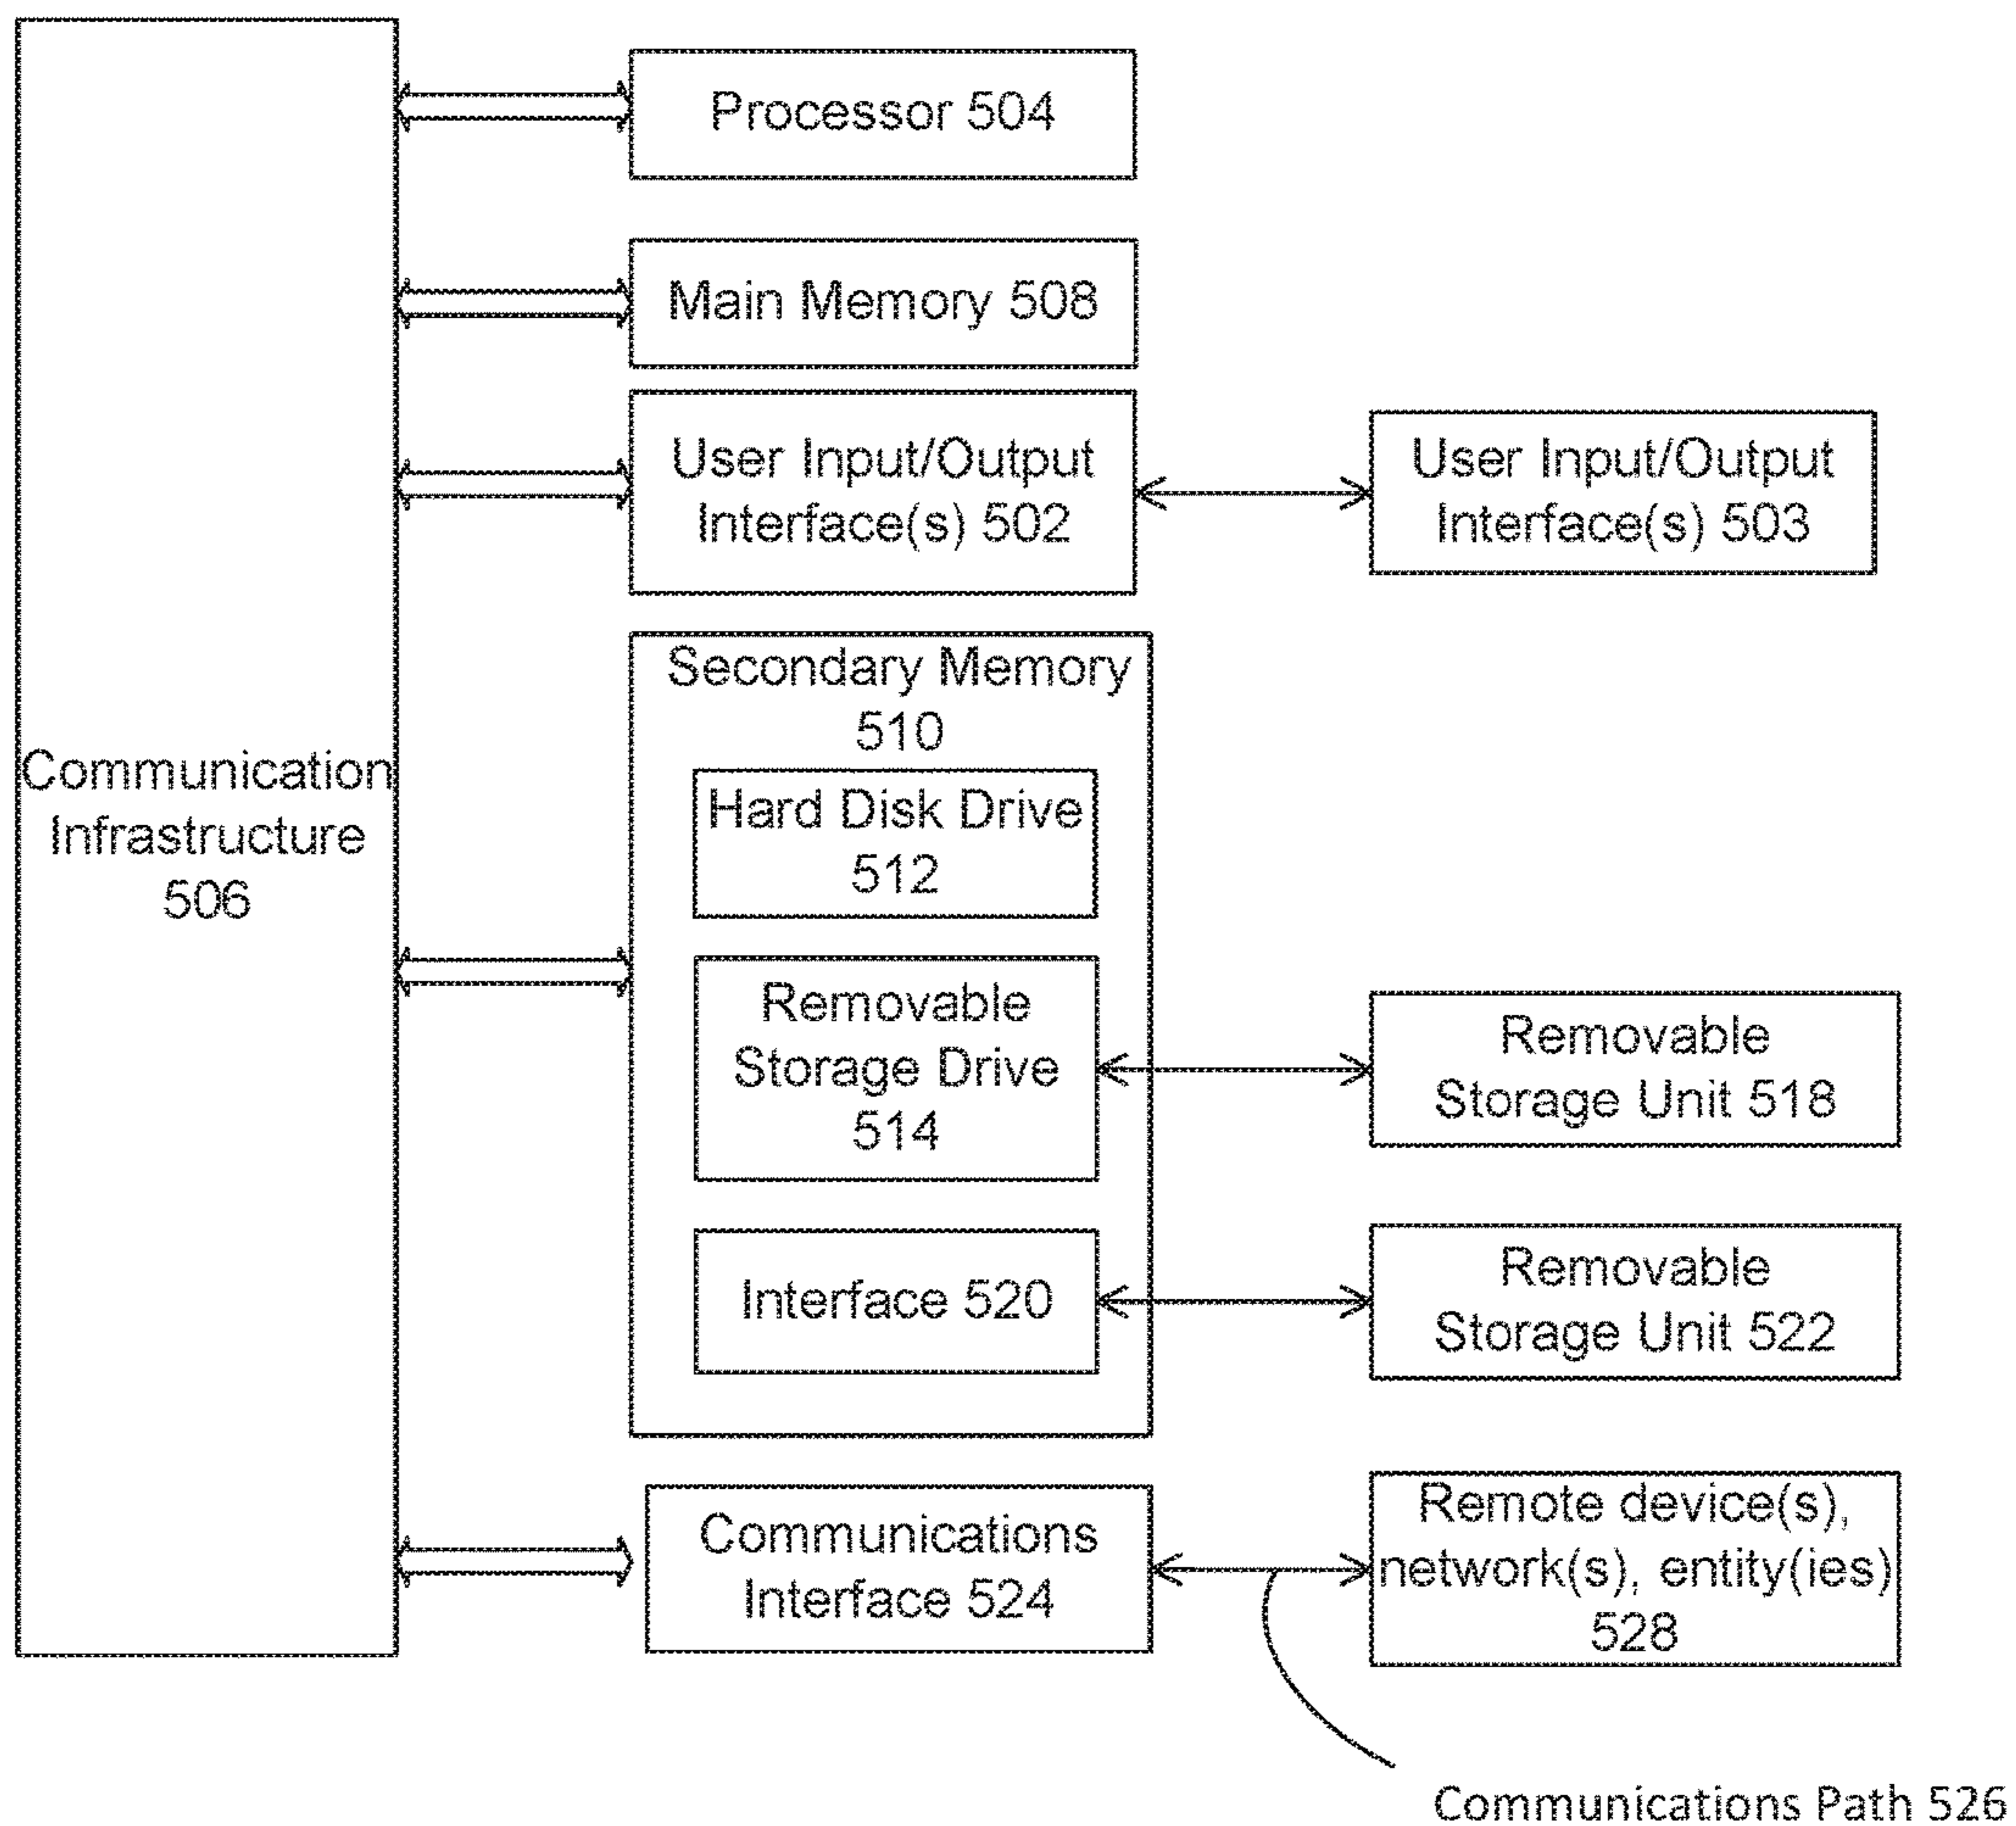 Processor 504
Main Memory 508
User Input/Output
Interface(s) 502
User Input/Output
Interface(s) 503
Communication
Infrastructure
506
Secondary Memory
510
Hard Disk Drive
512
Removable
Storage Drive
514
Removable
Storage Unit 518
Interface 520
Removable
Storage Unit 522
Communications
Interface 524
Remote device(s),
network(s), entity(ies)
528
Communications Path 526